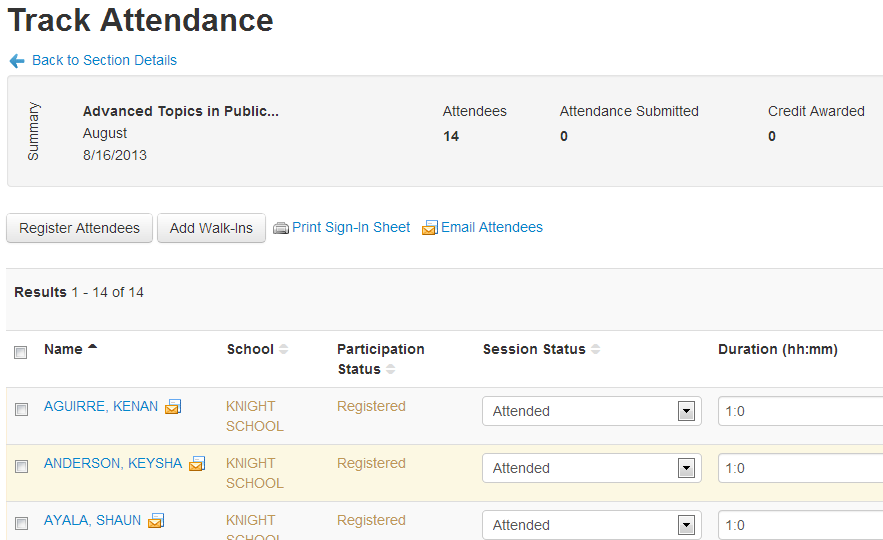 Track Attendance
Back to Section Details
Summary
Advanced Topics in Public...
August
8/16/2013
Attendees
14
Attendance Submitted
0
Credit Awarded
0
Register Attendees Add Walk-Ins Print Sign-In Sheet Email Attendees
Results 1 - 14 of 14
Name School Participation Status Session Status Duration (hh:mm)
AGUIRRE, KENAN KNIGHT SCHOOL Registered Attended 1:0
ANDERSON, KEYSHA KNIGHT SCHOOL Registered Attended 1:0
AYALA, SHAUN KNIGHT SCHOOL Registered Attended 1:0